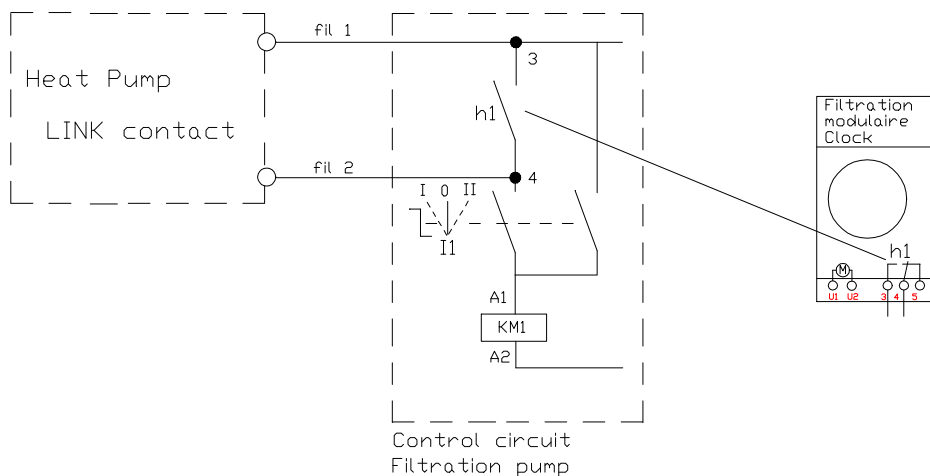 fil 1
3
Heat Pump
LINK contact
h1
Filtration
modulaire
Clock
fil 2
4
I 0 II
I1
h1
M
U1 U2 3 4 5
A1
KM1
A2
Control circuit
Filtration pump